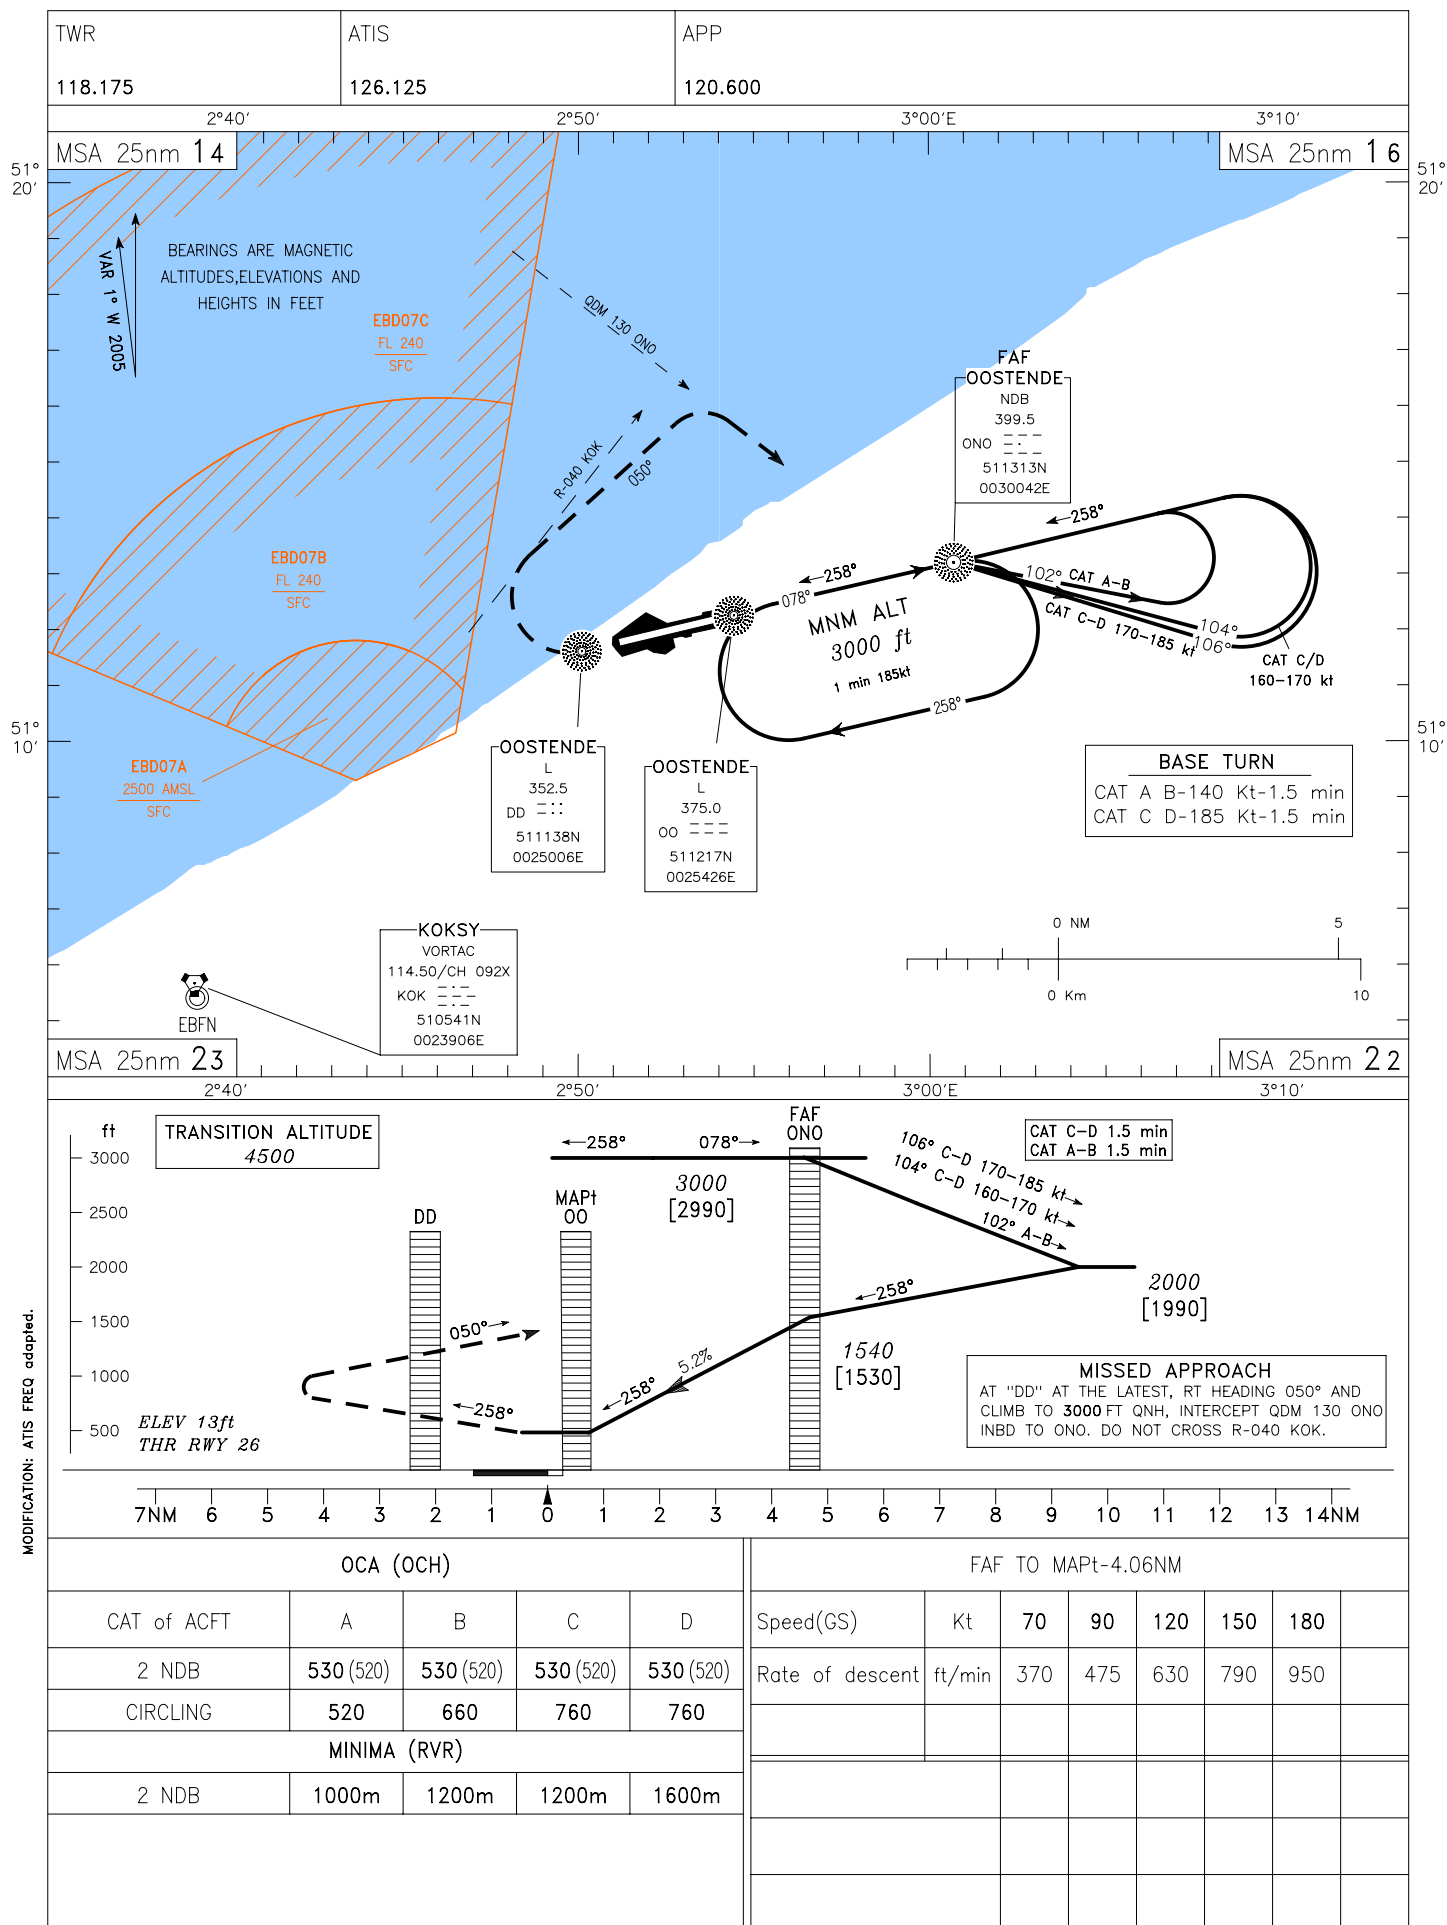 TWR
118.175
ATIS
126.125
APP
120.600
2°40' 2°50' 3°00'E 3°10'
MSA 25nm 14
MSA 25nm 16
51°
20'
51°
20'
VAR 1° W 2005
BEARINGS ARE MAGNETIC
ALTITUDES,ELEVATIONS AND
HEIGHTS IN FEET
EBD07C
FL 240
SFC
QDM 130 ONO
R-040 KOK
050°
FAF
OOSTENDE
NDB
399.5
ONO
511313N
0030042E
EBD07B
FL 240
SFC
258°
258°
078°
MNM ALT
3000 ft
1 min 185kt
258°
102° CAT A-B
CAT C-D 170-185 kt
104°
106°
CAT C/D
160-170 kt
51°
10'
51°
10'
EBD07A
2500 AMSL
SFC
OOSTENDE
L
352.5
DD
511138N
0025006E
OOSTENDE
L
375.0
OO
511217N
0025426E
BASE TURN
CAT A B-140 Kt-1.5 min
CAT C D-185 Kt-1.5 min
KOKSY
VORTAC
114.50/CH 092X
KOK
510541N
0023906E
EBFN
0 NM 5
0 Km 10
MSA 25nm 23
MSA 25nm 22
2°40' 2°50' 3°00'E 3°10'
ft
3000
2500
2000
1500
1000
500
TRANSITION ALTITUDE
4500
258° 078°
FAF
ONO
CAT C-D 1.5 min
CAT A-B 1.5 min
106° C-D 170-185 kt
104° C-D 160-170 kt
102° A-B
3000
[2990]
DD
MAPt
OO
2000
[1990]
258°
050°
5.2%
258°
258°
1540
[1530]
ELEV 13ft
THR RWY 26
MISSED APPROACH
AT "DD" AT THE LATEST, RT HEADING 050° AND
CLIMB TO 3000 FT QNH, INTERCEPT QDM 130 ONO
INBD TO ONO. DO NOT CROSS R-040 KOK.
7NM 6 5 4 3 2 1 0 1 2 3 4 5 6 7 8 9 10 11 12 13 14NM
MODIFICATION: ATIS FREQ adapted.
OCA (OCH)
CAT of ACFT A B C D
2 NDB 530 (520) 530 (520) 530 (520) 530 (520)
CIRCLING 520 660 760 760
MINIMA (RVR)
2 NDB 1000m 1200m 1200m 1600m
FAF TO MAPt-4.06NM
Speed(GS) Kt 70 90 120 150 180
Rate of descent ft/min 370 475 630 790 950